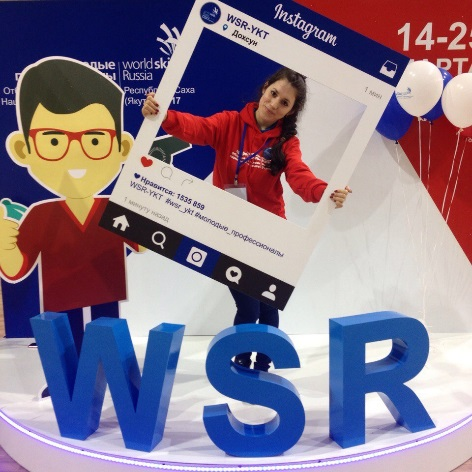 Instagram
WSR-YKT
Доксун
1 мин
Нравится: 1535 859
WSR-YKT #wsr_ykt #молодые_профессионалы
1 минуту назад
worldskills
Russia
14-25
WSR